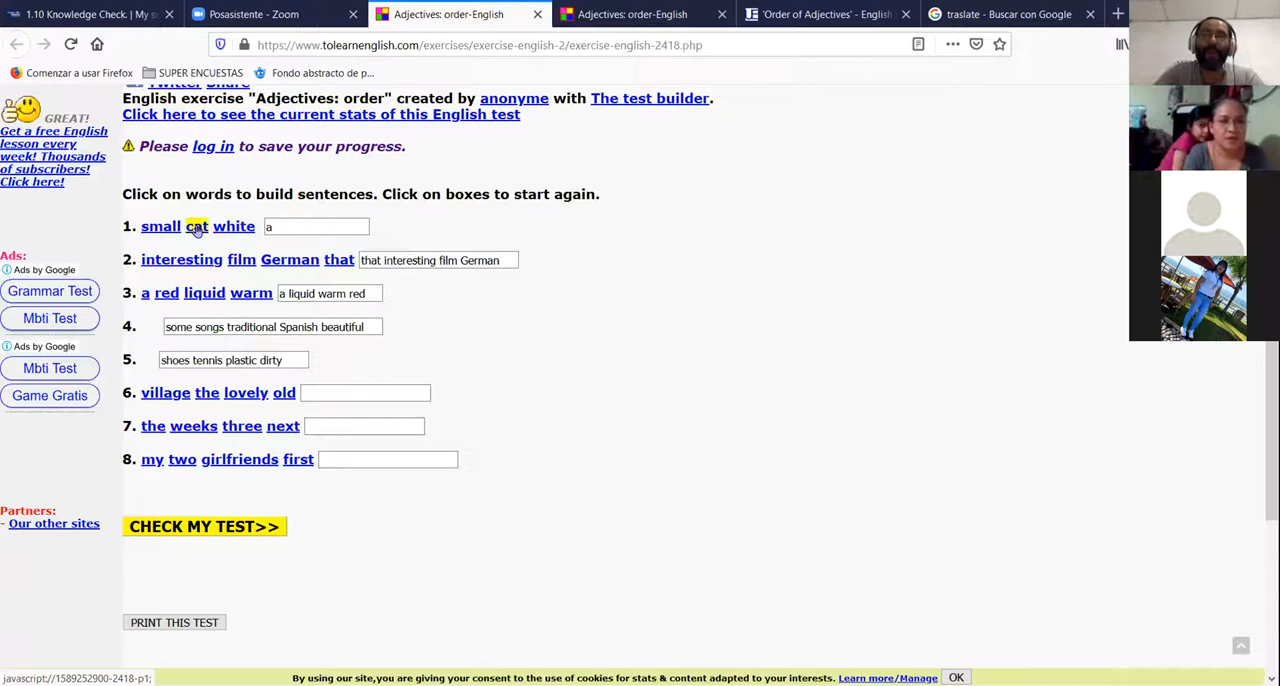 1.10 Knowledge Check. | My s
Posasistente - Zoom
Adjectives: order-English
Adjectives: order-English
'Order of Adjectives' - English
traslate - Buscar con Google
https://www.tolearnenglish.com/exercises/exercise-english-2/exercise-english-2418.php
Comenzar a usar Firefox
SUPER ENCUESTAS
Fondo abstracto de p...
Twitter Share
English exercise "Adjectives: order" created by anonyme with The test builder.
Click here to see the current stats of this English test
GREAT!
Get a free English
lesson every
week! Thousands
of subscribers!
Click here!
Please log in to save your progress.
Click on words to build sentences. Click on boxes to start again.
1. small cat white a
2. interesting film German that that interesting film German
3. a red liquid warm a liquid warm red
4. some songs traditional Spanish beautiful
5. shoes tennis plastic dirty
6. village the lovely old
7. the weeks three next
8. my two girlfriends first
Ads:
Ads by Google
Grammar Test
Mbti Test
Ads by Google
Mbti Test
Game Gratis
Partners:
- Our other sites
CHECK MY TEST>>
PRINT THIS TEST
javascript://1589252900-2418-p1;
By using our site,you are giving your consent to the use of cookies for stats & content adapted to your interests. Learn more/Manage OK